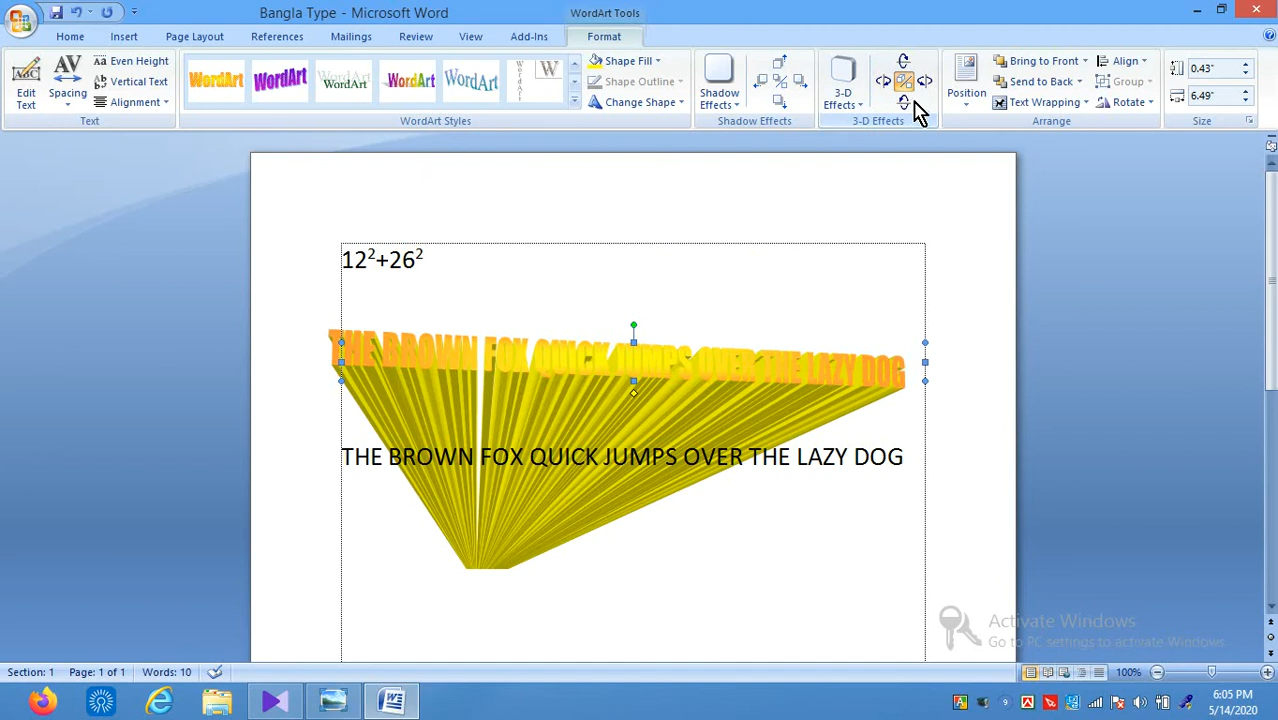 Bangla Type - Microsoft Word
WordArt Tools
Home Insert Page Layout References Mailings Review View Add-Ins Format
Edit Text
AV Spacing
Even Height
Vertical Text
Alignment
Text
WordArt WordArt WordArt WordArt WordArt WordArt W
Shape Fill
Shape Outline
Change Shape
WordArt Styles
Shadow Effects
Shadow Effects
3-D Effects
3-D Effects
Position
Bring to Front
Send to Back
Text Wrapping
Align
Group
Rotate
Arrange
0.43"
6.49"
Size
12²+26²
THE BROWN FOX QUICK JUMPS OVER THE LAZY DOG
THE BROWN FOX QUICK JUMPS OVER THE LAZY DOG
Activate Windows
Go to PC settings to activate Windows.
Section: 1 Page: 1 of 1 Words: 10 100%
6:05 PM
5/14/2020